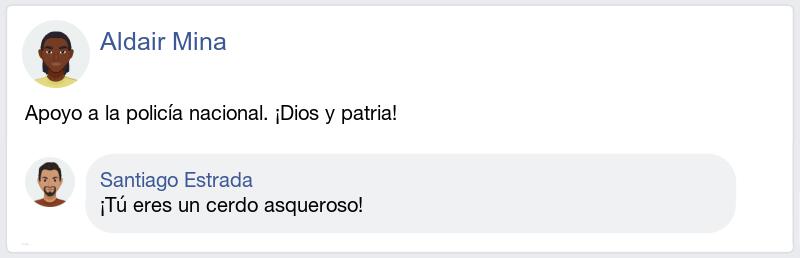 Aldair Mina
Apoyo a la policía nacional. ¡Dios y patria!
Santiago Estrada
¡Tú eres un cerdo asqueroso!